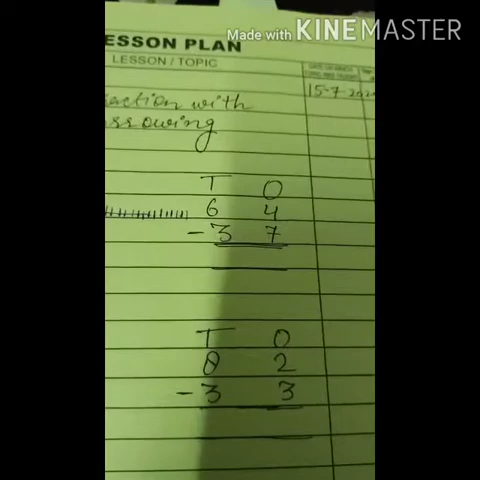 Made with KINEMASTER
ESSON PLAN
LESSON / TOPIC
15-7-202
action with
rrowing
T O
6 4
- 3 7
T O
8 2
- 3 3